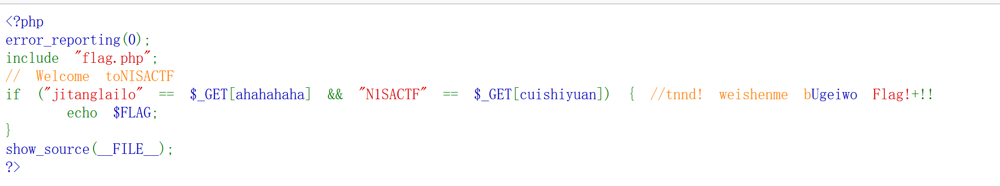 <?php
error_reporting(0);
include "flag.php";
// Welcome toNISACTF
if ("jitanglailo" == $_GET[ahahahaha] && "N1SACTF" == $_GET[cuishiyuan]) { //tnnd! weishenme bUgeiwo Flag!+!!
echo $FLAG;
}
show_source(__FILE__);
?>